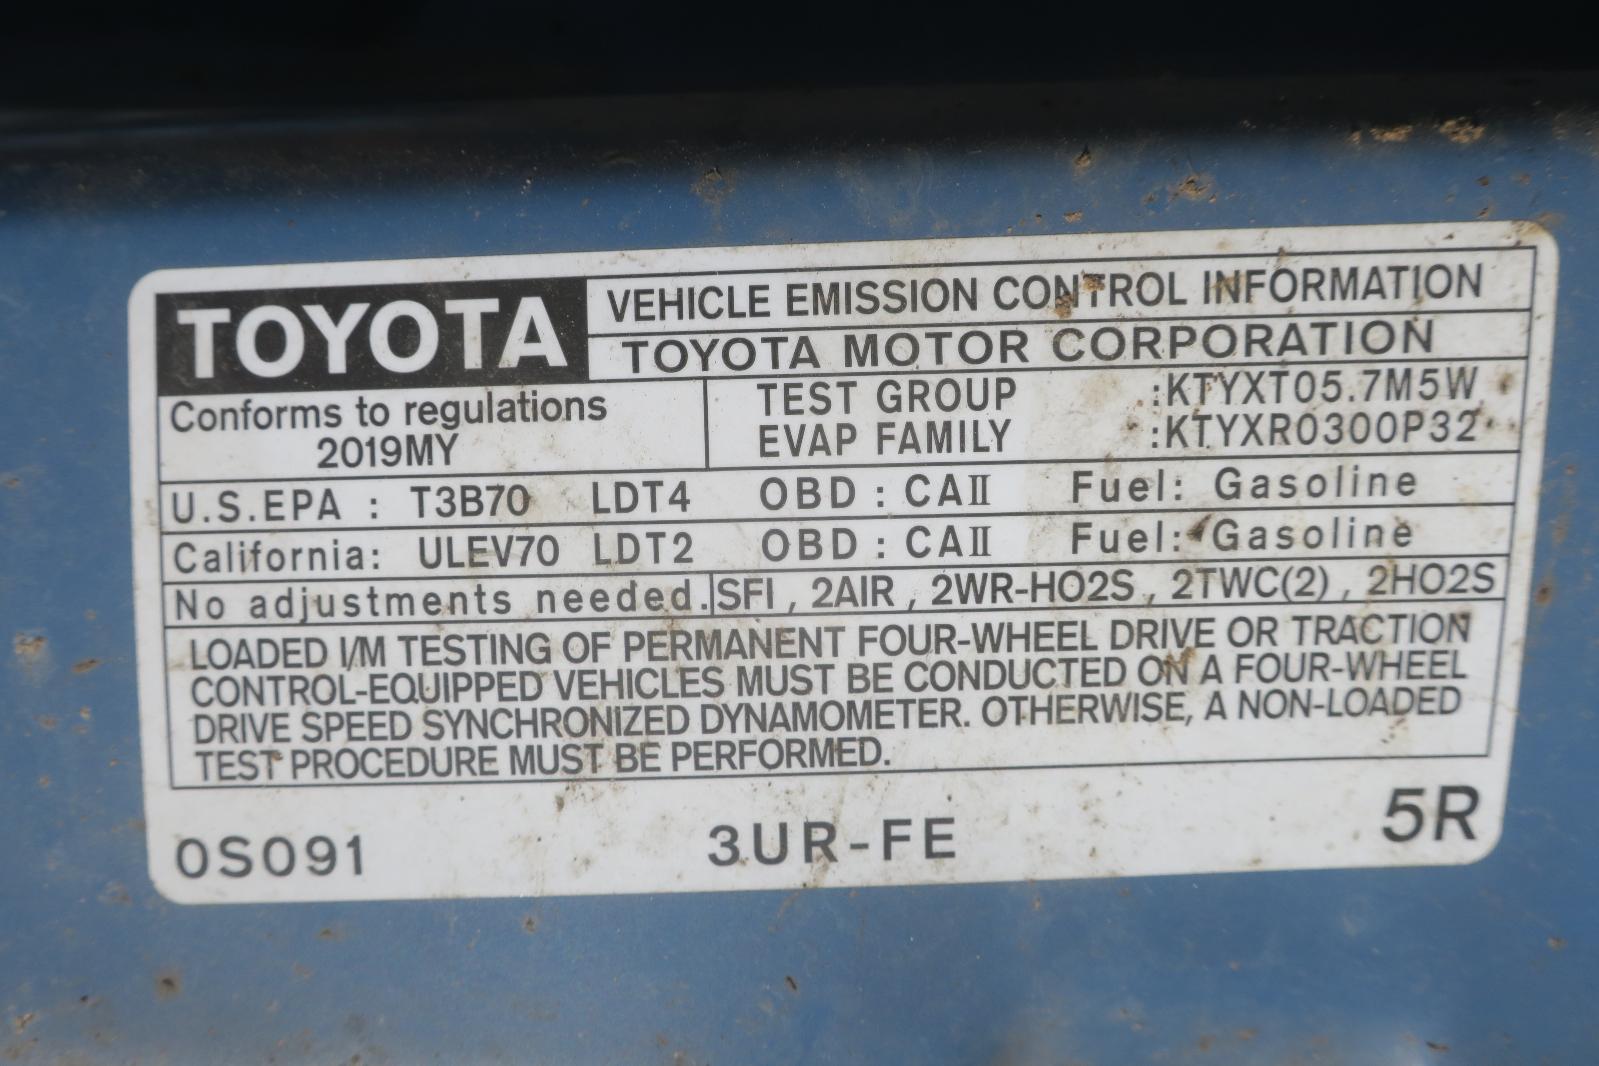 TOYOTA
VEHICLE EMISSION CONTROL INFORMATION
TOYOTA MOTOR CORPORATION
Conforms to regulations
2019MY
TEST GROUP :KTYXT05.7M5W
EVAP FAMILY :KTYXR0300P32
U.S.EPA : T3B70 LDT4 OBD : CAII Fuel: Gasoline
California: ULEV70 LDT2 OBD : CAII Fuel: Gasoline
No adjustments needed. SFI , 2AIR , 2WR-HO2S , 2TWC(2) , 2HO2S
LOADED I/M TESTING OF PERMANENT FOUR-WHEEL DRIVE OR TRACTION
CONTROL-EQUIPPED VEHICLES MUST BE CONDUCTED ON A FOUR-WHEEL
DRIVE SPEED SYNCHRONIZED DYNAMOMETER. OTHERWISE, A NON-LOADED
TEST PROCEDURE MUST BE PERFORMED.
0S091 3UR-FE 5R